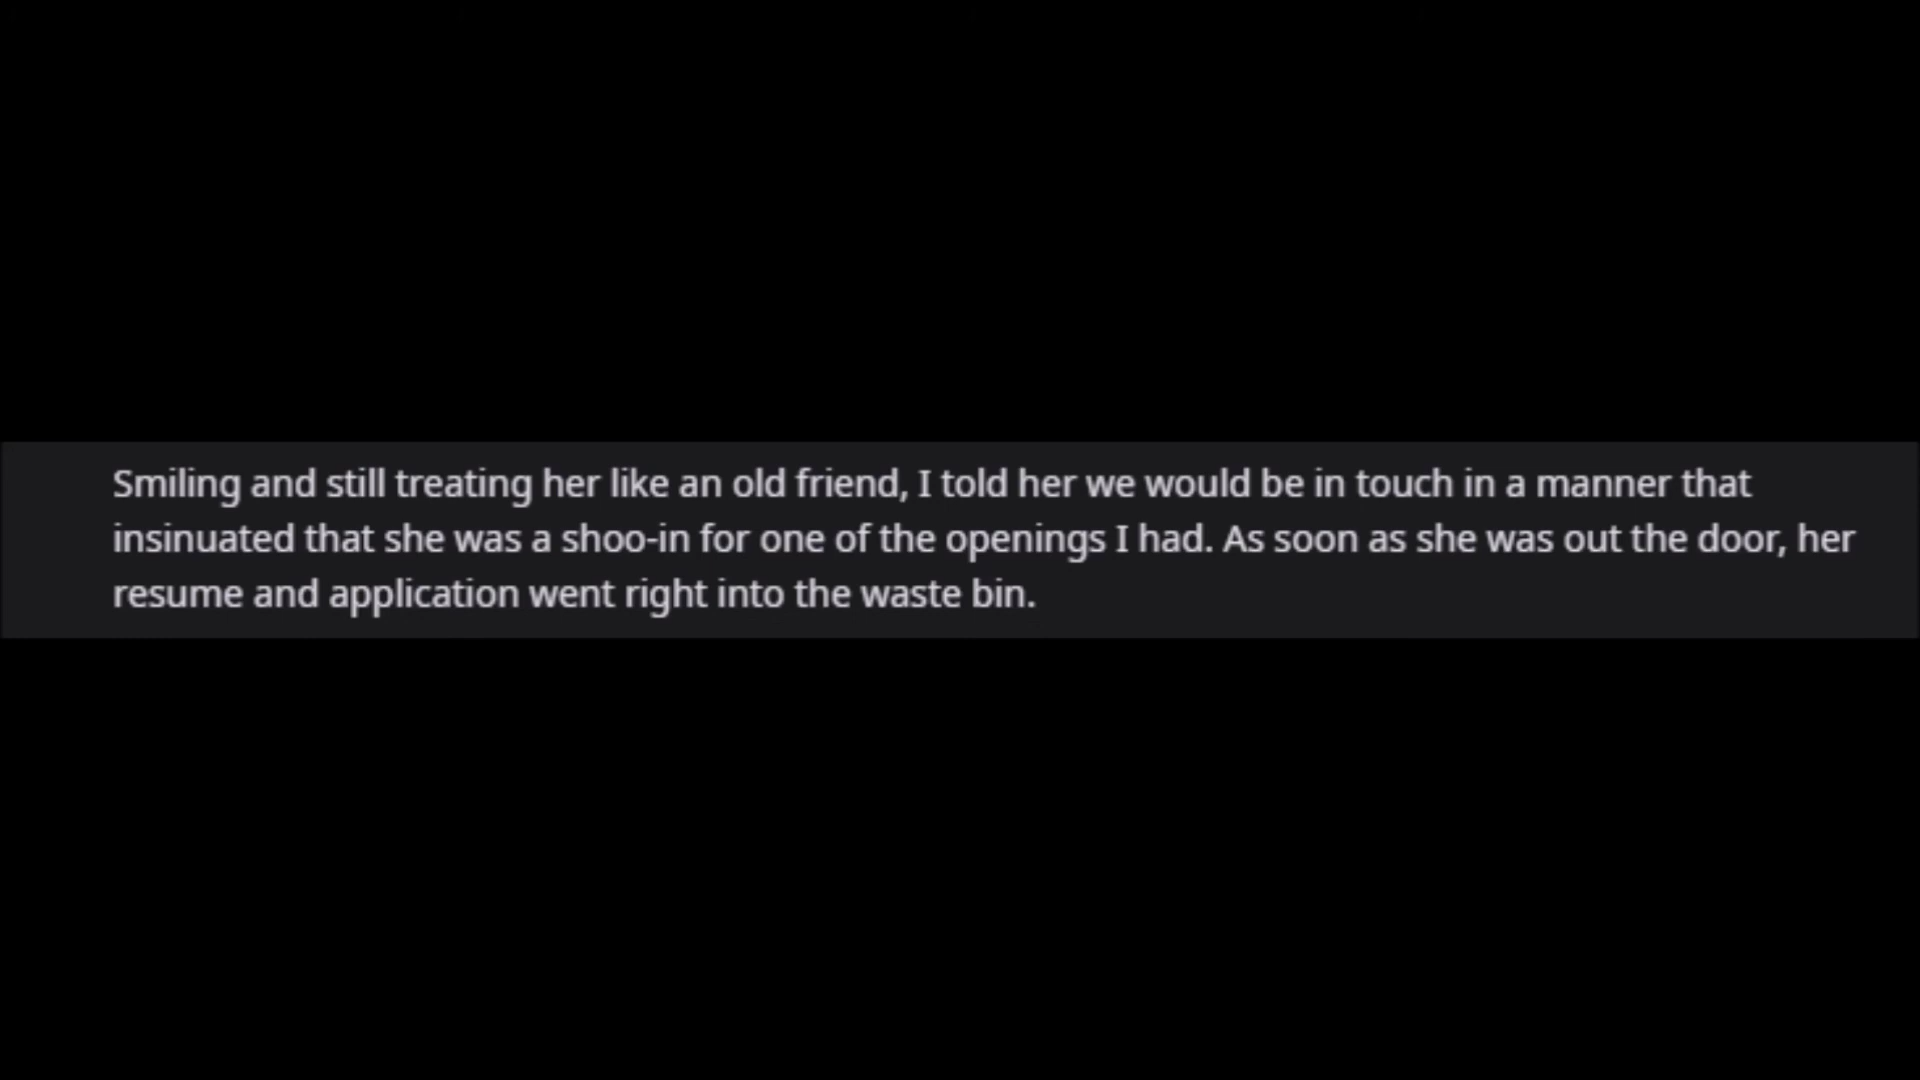 Smiling and still treating her like an old friend, I told her we would be in touch in a manner that
insinuated that she was a shoo-in for one of the openings I had. As soon as she was out the door, her
resume and application went right into the waste bin.